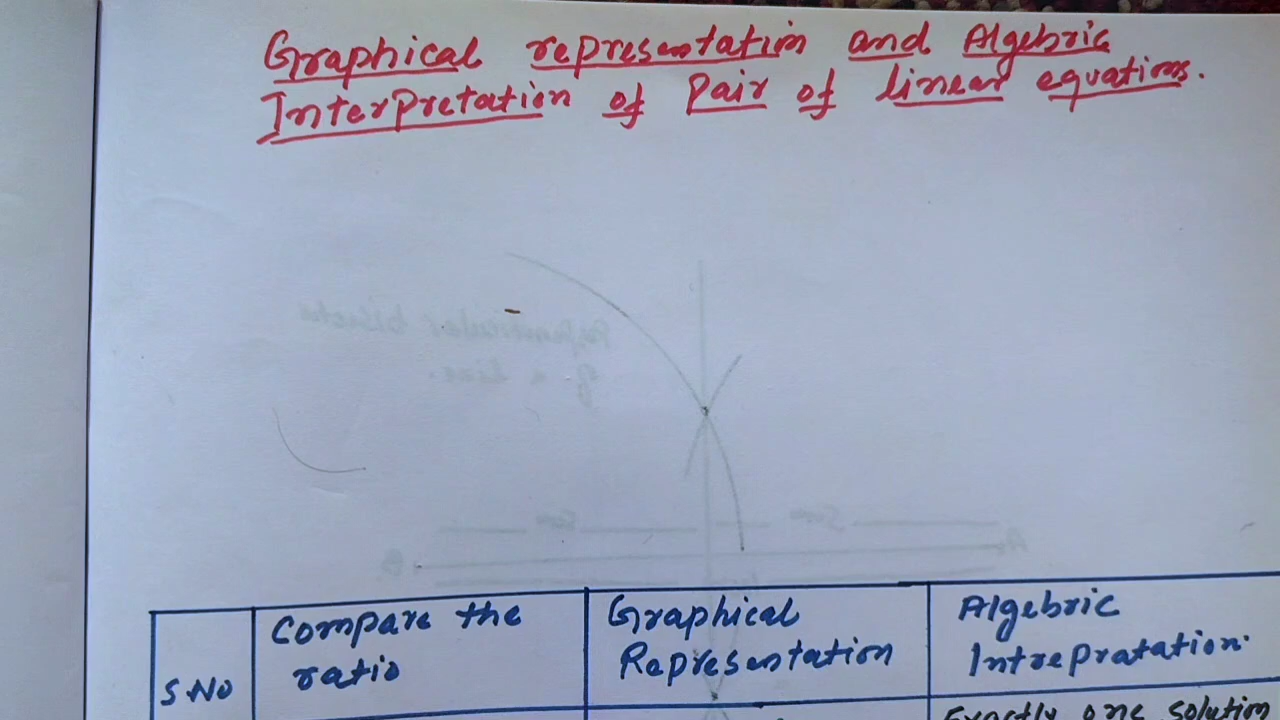 Graphical representation and Algebric
Interpretation of Pair of linear equations.
S.No
Compare the
ratio
Graphical
Representation
Algebric
Intrepratation.
Exactly one solution